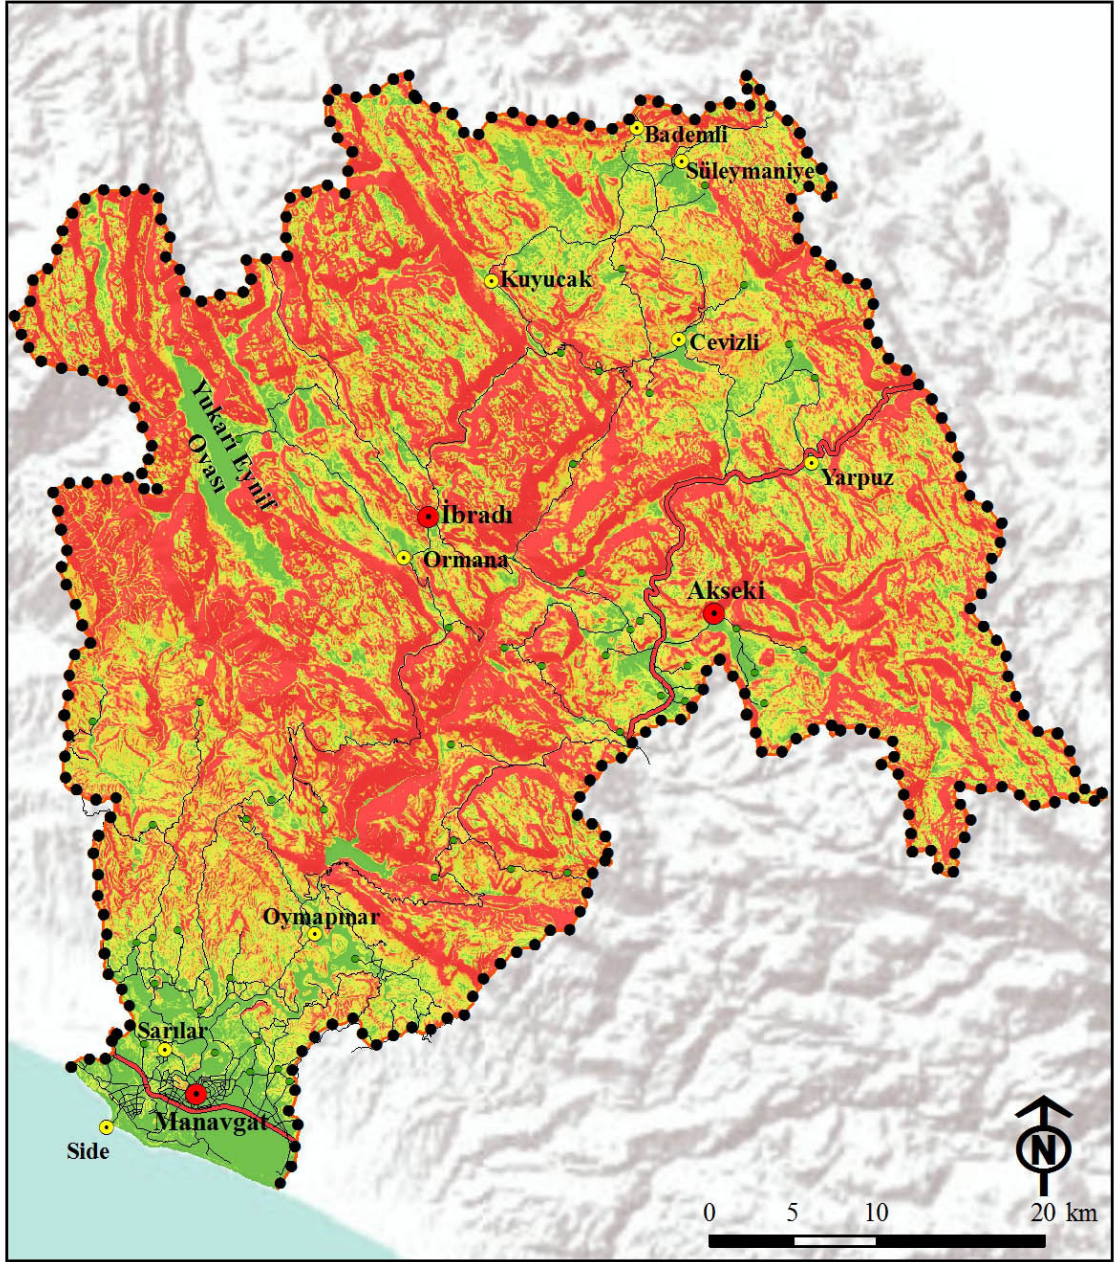 Bademli
Süleymaniye
Kuyucak
Cevizli
Yukarı Eynif
Ovası
Yarpuz
İbradı
Ormana
Akseki
Oymapınar
Sarılar
Manavgat
Side
N
0 5 10 20 km